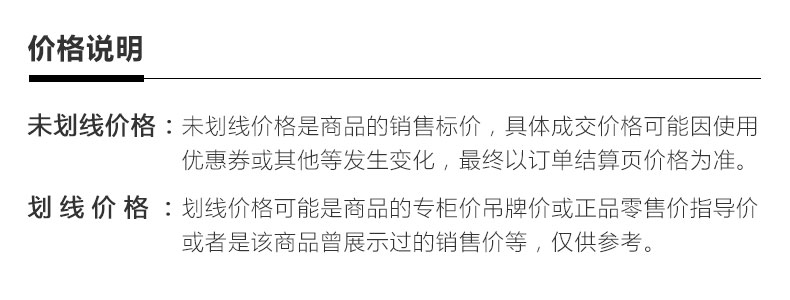 价格说明
未划线价格：未划线价格是商品的销售标价，具体成交价格可能因使用
优惠券或其他等发生变化，最终以订单结算页价格为准。
划线价格：划线价格可能是商品的专柜价吊牌价或正品零售价指导价
或者是该商品曾展示过的销售价等，仅供参考。